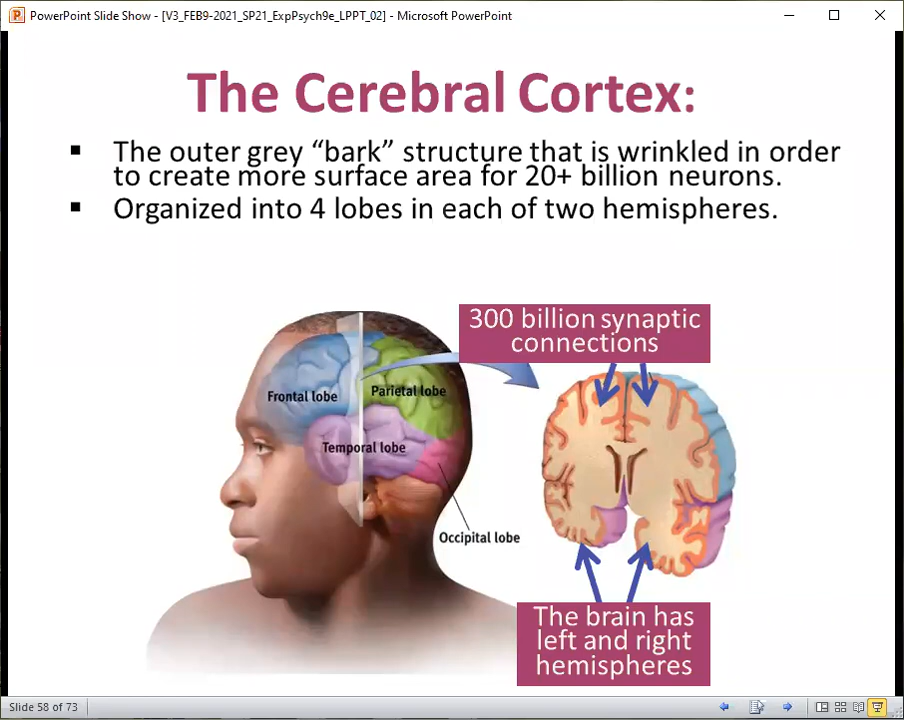 PowerPoint Slide Show - [V3_FEB9-2021_SP21_ExpPsych9e_LPPT_02] - Microsoft PowerPoint
The Cerebral Cortex:
▪ The outer grey “bark” structure that is wrinkled in order
to create more surface area for 20+ billion neurons.
▪ Organized into 4 lobes in each of two hemispheres.
300 billion synaptic
connections
Frontal lobe
Parietal lobe
Temporal lobe
Occipital lobe
The brain has
left and right
hemispheres
Slide 58 of 73